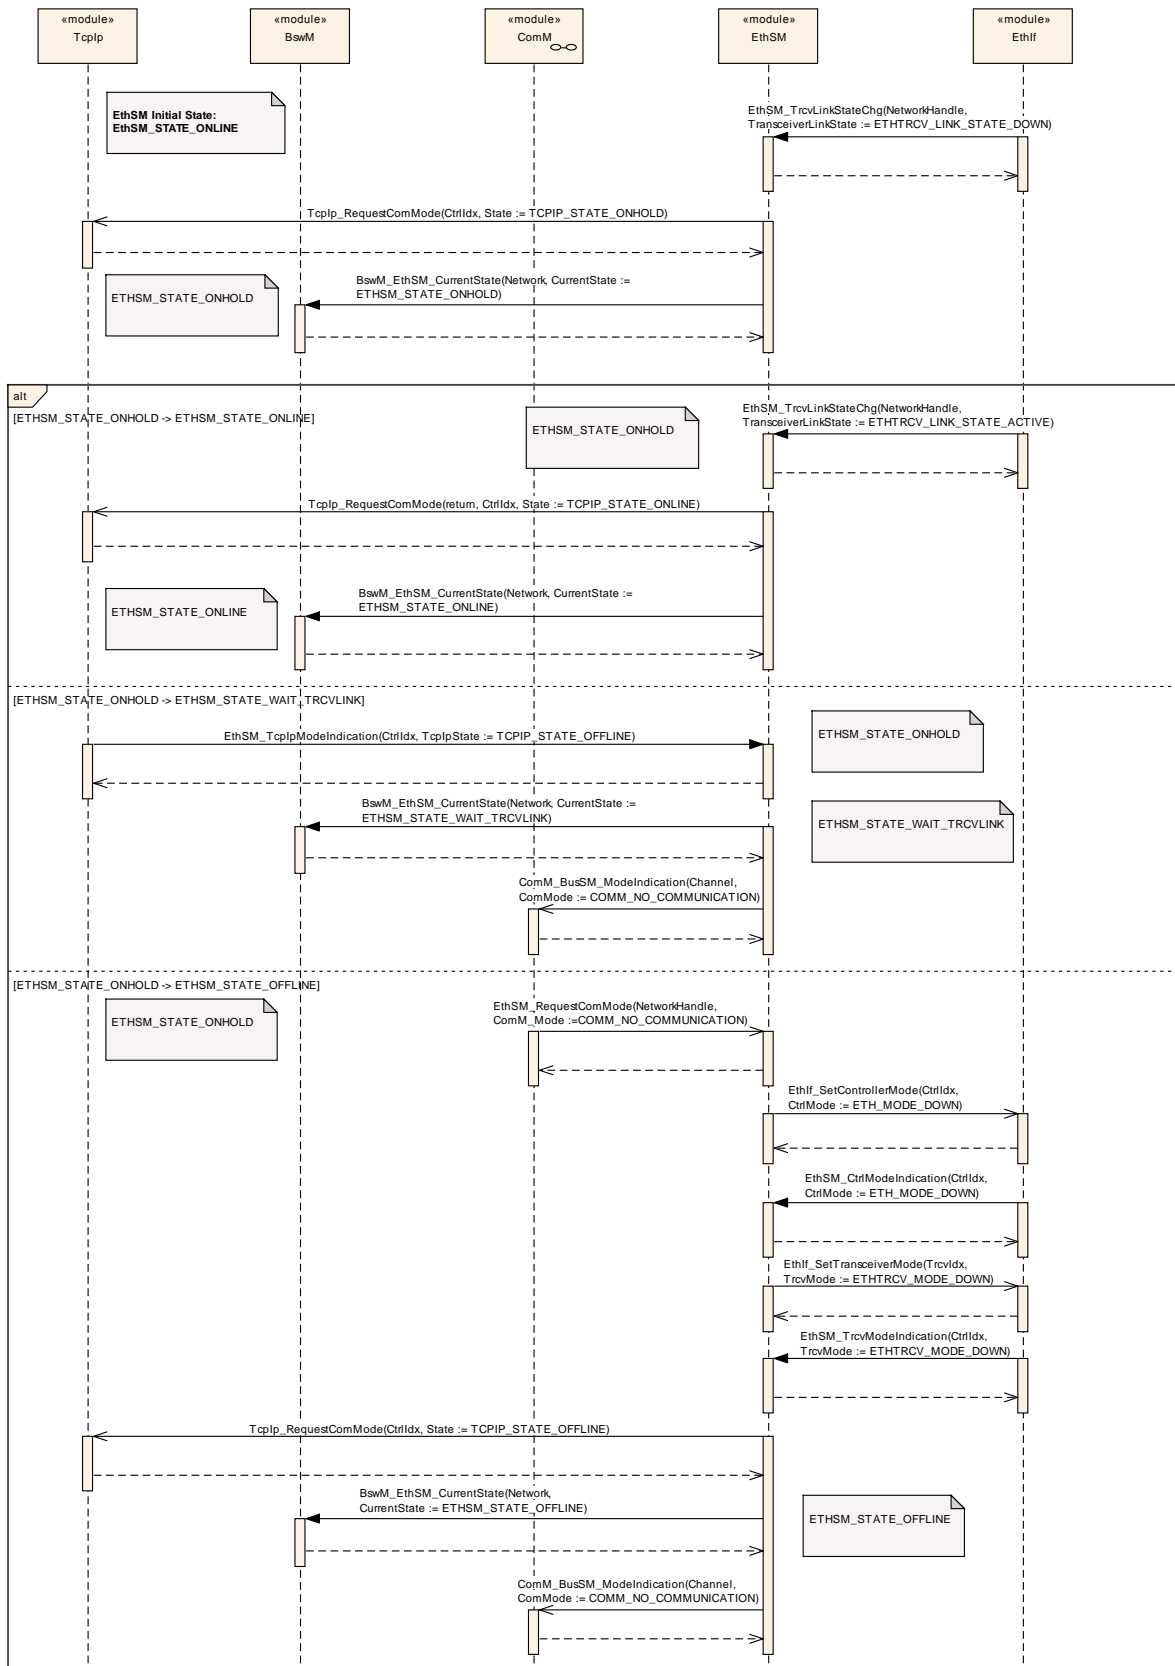 «module»
TcpIp
«module»
BswM
«module»
ComM
«module»
EthSM
«module»
EthIf
EthSM Initial State:
EthSM_STATE_ONLINE
EthSM_TrcvLinkStateChg(NetworkHandle,
TransceiverLinkState := ETHTRCV_LINK_STATE_DOWN)
TcpIp_RequestComMode(CtrlIdx, State := TCPIP_STATE_ONHOLD)
ETHSM_STATE_ONHOLD
BswM_EthSM_CurrentState(Network, CurrentState :=
ETHSM_STATE_ONHOLD)
alt
[ETHSM_STATE_ONHOLD -> ETHSM_STATE_ONLINE]
ETHSM_STATE_ONHOLD
EthSM_TrcvLinkStateChg(NetworkHandle,
TransceiverLinkState := ETHTRCV_LINK_STATE_ACTIVE)
TcpIp_RequestComMode(return, CtrlIdx, State := TCPIP_STATE_ONLINE)
ETHSM_STATE_ONLINE
BswM_EthSM_CurrentState(Network, CurrentState :=
ETHSM_STATE_ONLINE)
[ETHSM_STATE_ONHOLD -> ETHSM_STATE_WAIT_TRCVLINK]
EthSM_TcpIpModeIndication(CtrlIdx, TcpIpState := TCPIP_STATE_OFFLINE)
ETHSM_STATE_ONHOLD
BswM_EthSM_CurrentState(Network, CurrentState :=
ETHSM_STATE_WAIT_TRCVLINK)
ETHSM_STATE_WAIT_TRCVLINK
ComM_BusSM_ModeIndication(Channel,
ComMode := COMM_NO_COMMUNICATION)
[ETHSM_STATE_ONHOLD -> ETHSM_STATE_OFFLINE]
ETHSM_STATE_ONHOLD
EthSM_RequestComMode(NetworkHandle,
ComM_Mode :=COMM_NO_COMMUNICATION)
EthIf_SetControllerMode(CtrlIdx,
CtrlMode := ETH_MODE_DOWN)
EthSM_CtrlModeIndication(CtrlIdx,
CtrlMode := ETH_MODE_DOWN)
EthIf_SetTransceiverMode(TrcvIdx,
TrcvMode := ETHTRCV_MODE_DOWN)
EthSM_TrcvModeIndication(CtrlIdx,
TrcvMode := ETHTRCV_MODE_DOWN)
TcpIp_RequestComMode(CtrlIdx, State := TCPIP_STATE_OFFLINE)
BswM_EthSM_CurrentState(Network,
CurrentState := ETHSM_STATE_OFFLINE)
ETHSM_STATE_OFFLINE
ComM_BusSM_ModeIndication(Channel,
ComMode := COMM_NO_COMMUNICATION)